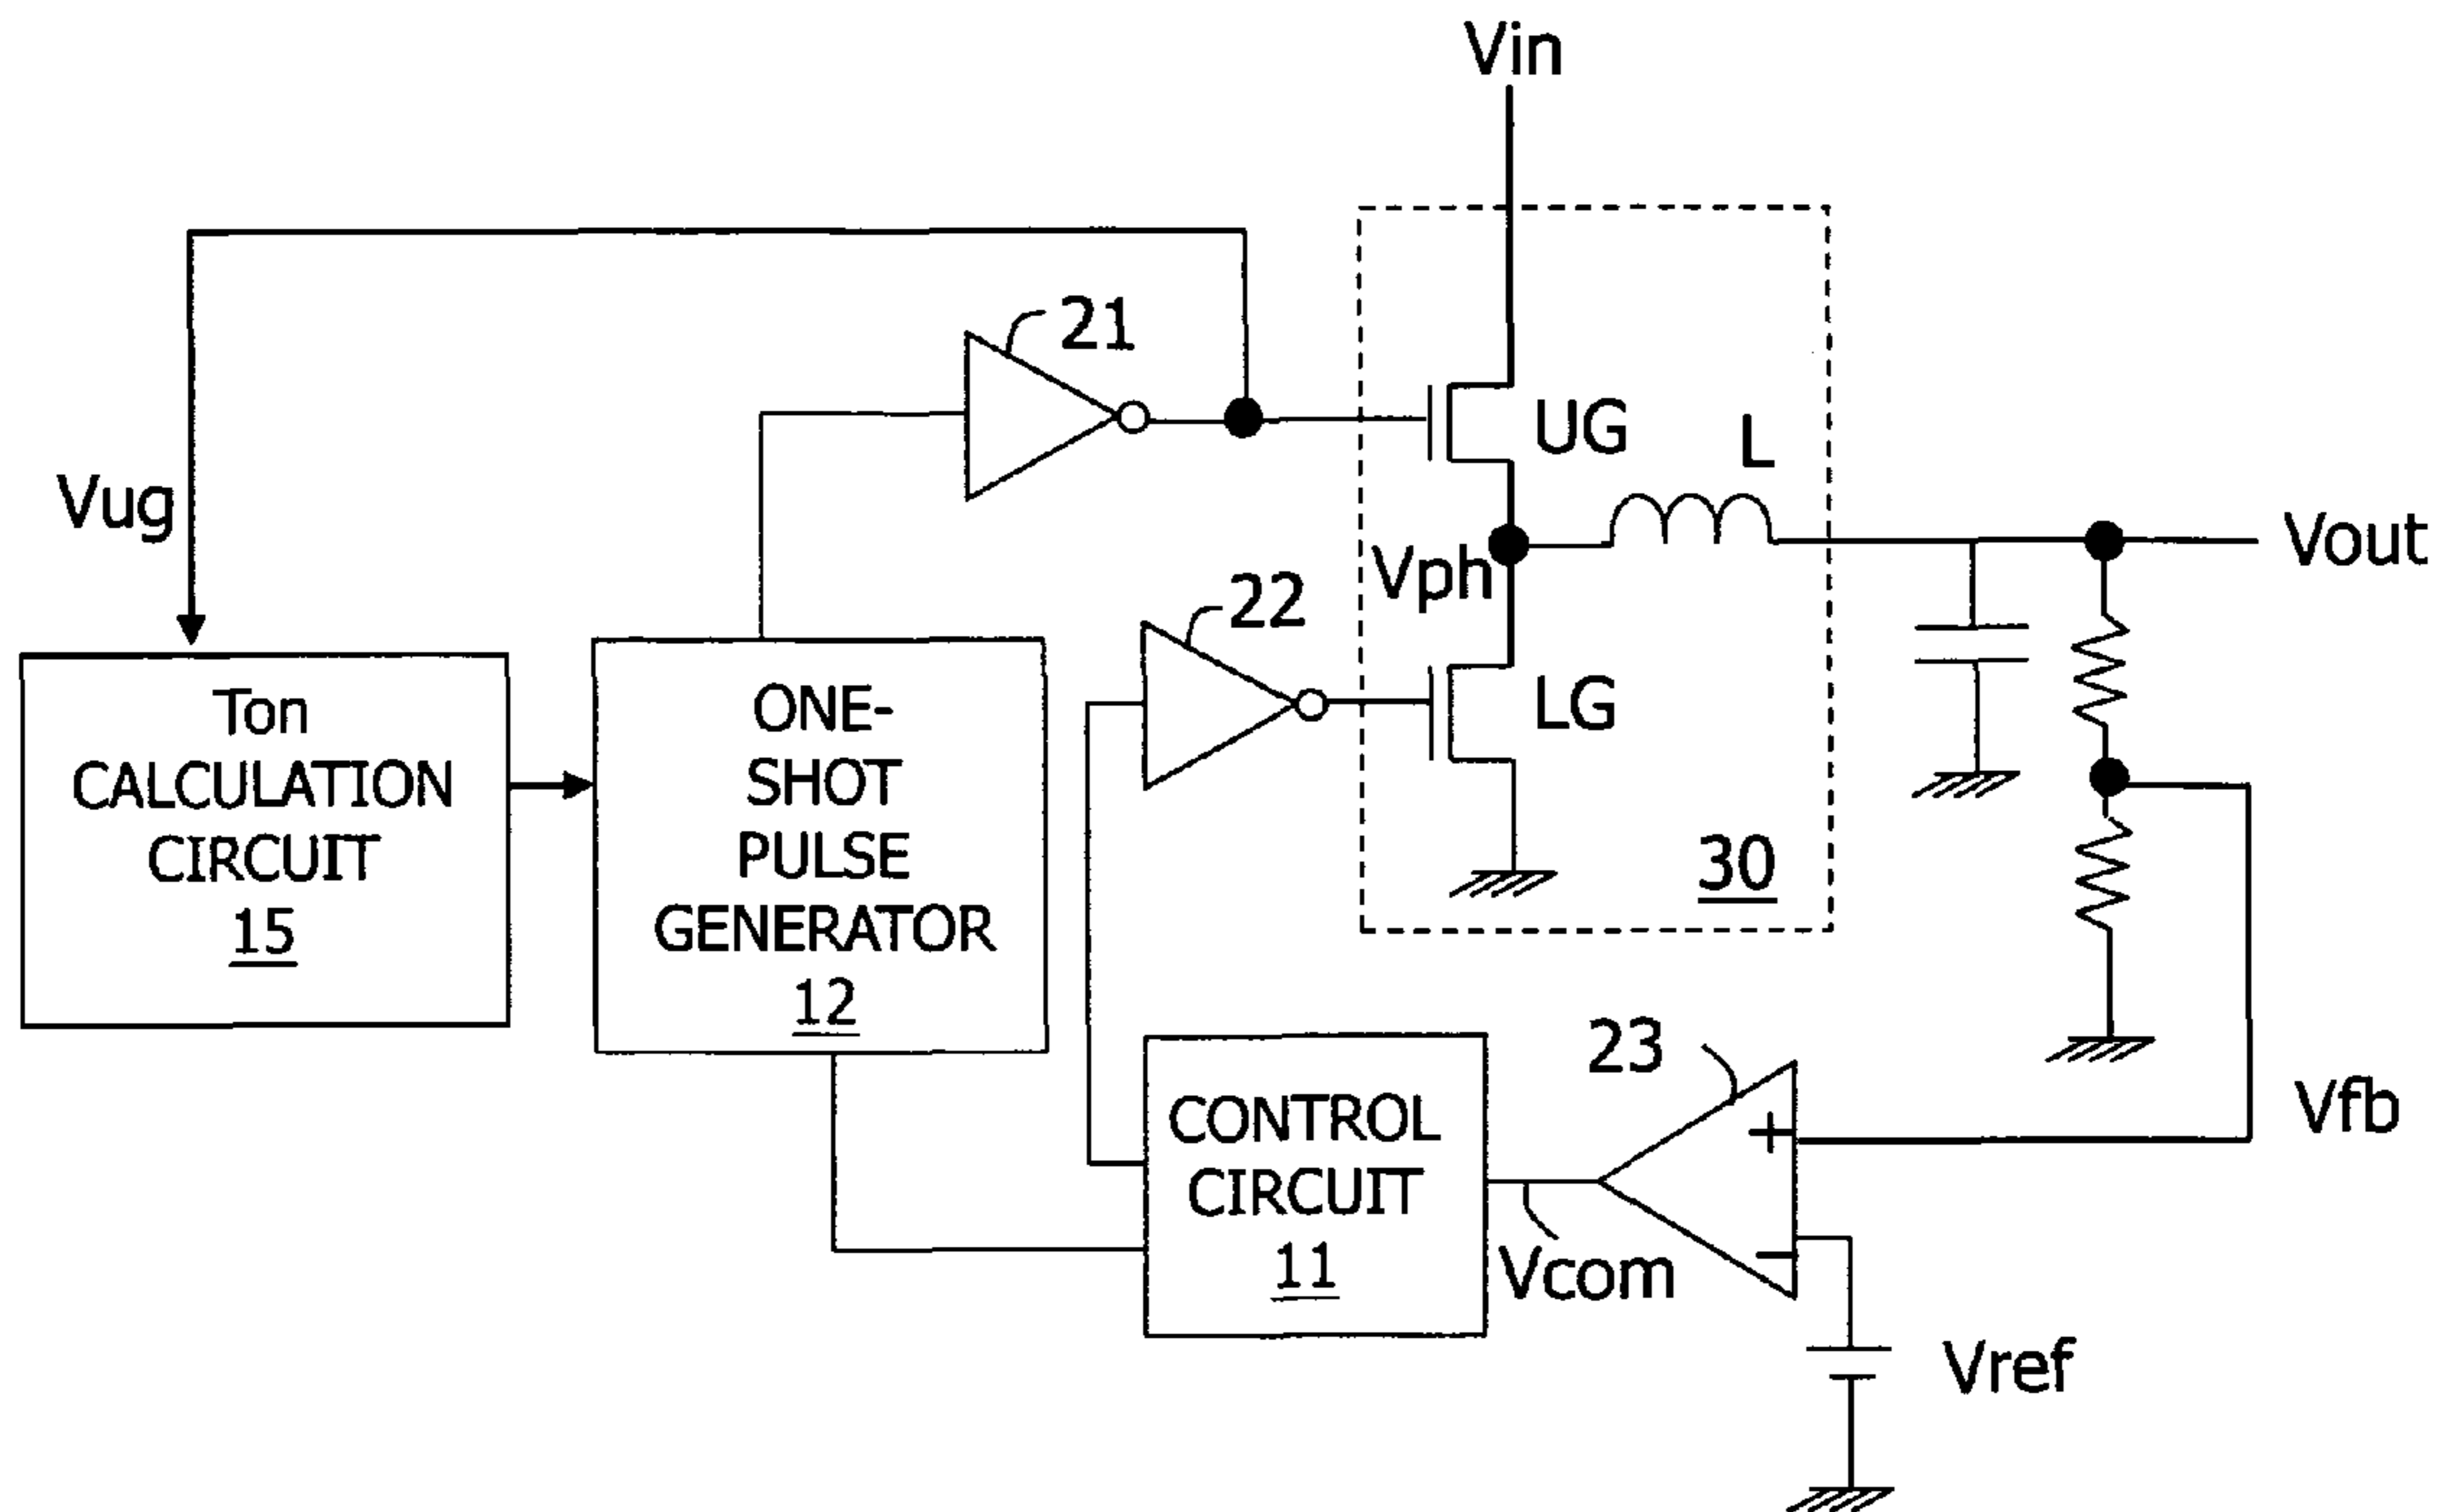 Vin
21
UG
L
Vug
Vph
Vout
22
Ton
CALCULATION
CIRCUIT
15
ONE-
SHOT
PULSE
GENERATOR
12
LG
30
23
+
Vfb
CONTROL
CIRCUIT
11
Vcom
−
Vref